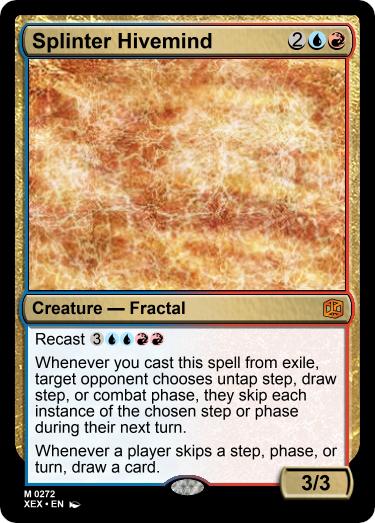 Splinter Hivemind 2
Creature — Fractal
Recast 3
Whenever you cast this spell from exile,
target opponent chooses untap step, draw
step, or combat phase, they skip each
instance of the chosen step or phase
during their next turn.
Whenever a player skips a step, phase, or
turn, draw a card.
3/3
M 0272
XEX • EN